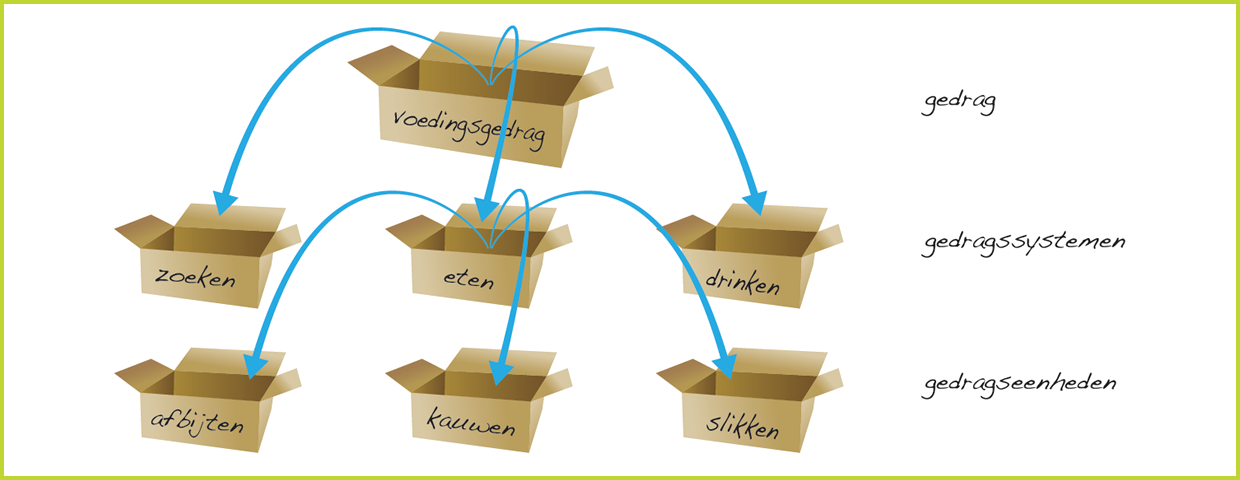 voedingsgedrag
gedrag
zoeken
eten
drinken
gedragssystemen
afbijten
kauwen
slikken
gedragseenheden